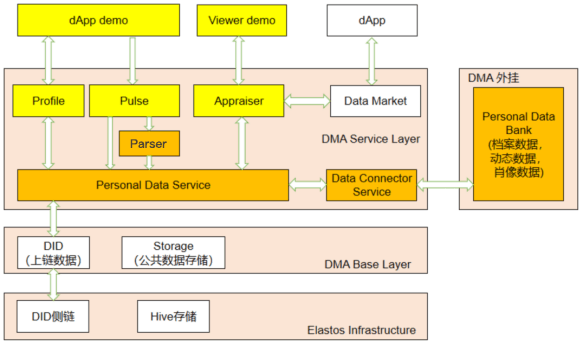 dApp demo
Viewer demo
dApp
DMA 外挂
Profile
Pulse
Appraiser
Data Market
Parser
DMA Service Layer
Personal Data Service
Data Connector
Service
Personal Data
Bank
(档案数据,
动态数据,
肖像数据)
DID
（上链数据）
Storage
（公共数据存储）
DMA Base Layer
DID侧链
Hive存储
Elastos Infrastructure